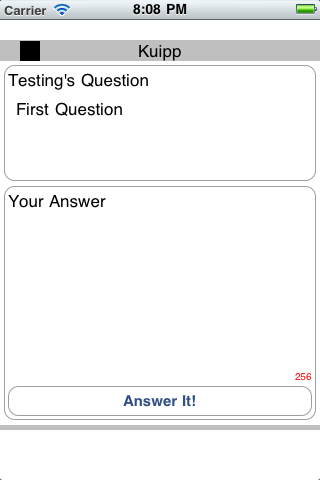 Carrier 8:08 PM
Kuipp
Testing's Question
First Question
Your Answer
256
Answer It!